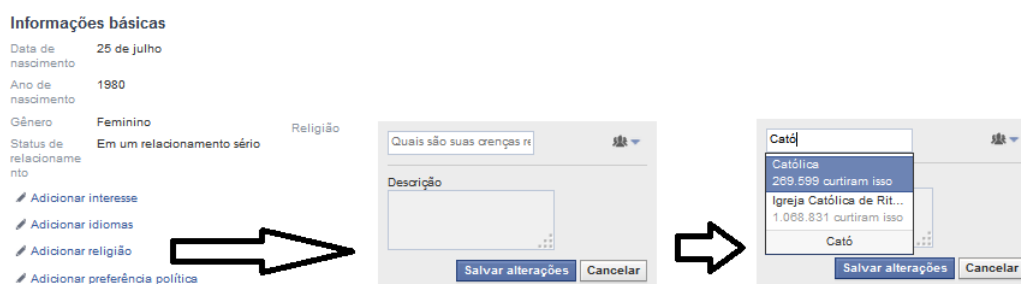 Informações básicas
Data de nascimento 25 de julho
Ano de nascimento 1980
Gênero Feminino
Status de relacionamento Em um relacionamento sério
Adicionar interesse
Adicionar idiomas
Adicionar religião
Adicionar preferência política
Religião
Quais são suas crenças re
Descrição
Salvar alterações Cancelar
Cató
Católica
269.599 curtiram isso
Igreja Católica de Rit...
1.068.831 curtiram isso
Cató
Salvar alterações Cancelar